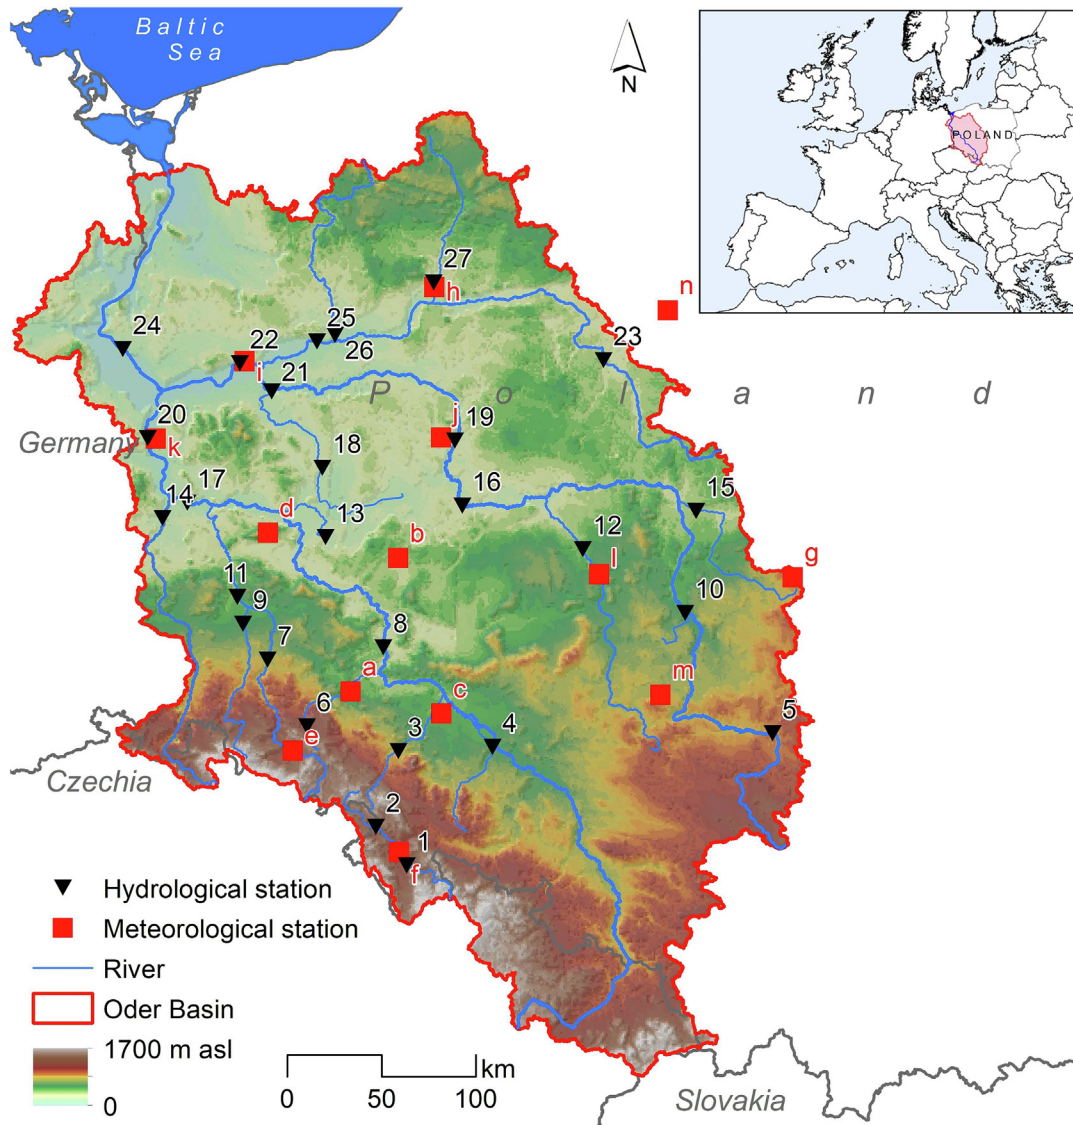 Baltic
Sea
N
POLAND
27
h
n
24
22
i
25
26
21
23
Poland
20
Germany
k
j
19
18
17
14
d
13
16
b
12
l
15
g
11
9
7
10
8
a
c
6
e
3
4
m
5
Czechia
2
1
f
Hydrological station
Meteorological station
River
Oder Basin
1700 m asl
0
km
0 50 100
Slovakia